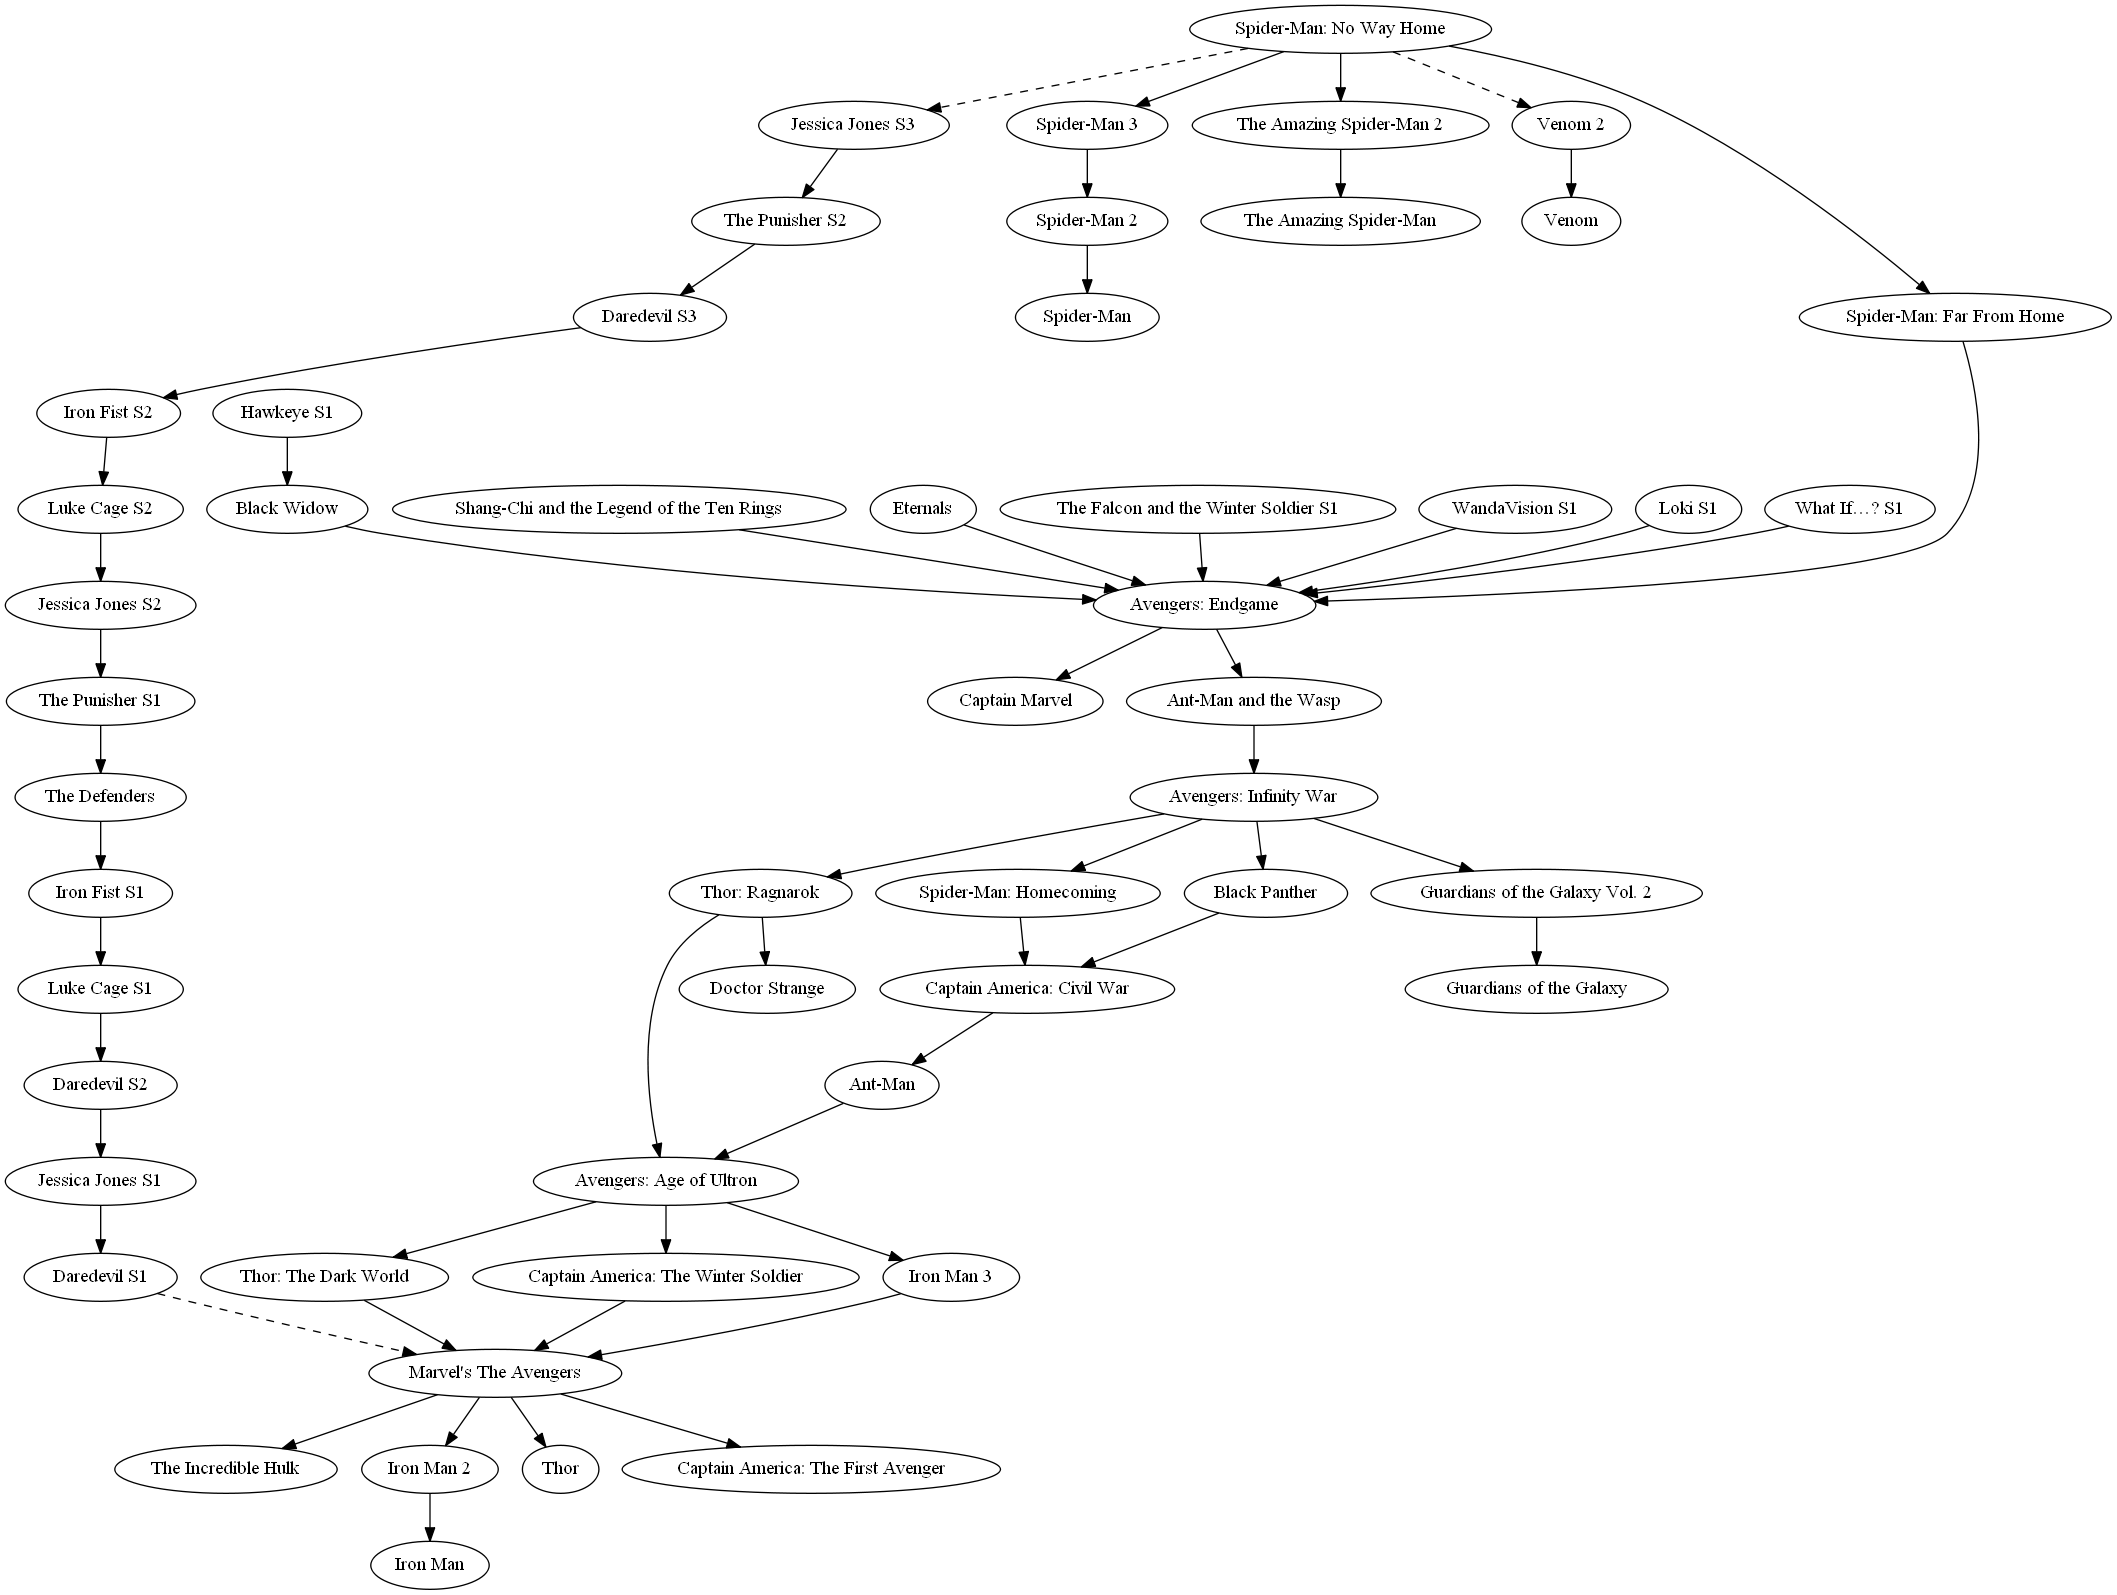 Spider-Man: No Way Home
Jessica Jones S3
Spider-Man 3
The Amazing Spider-Man 2
Venom 2
The Punisher S2
Spider-Man 2
The Amazing Spider-Man
Venom
Daredevil S3
Spider-Man
Spider-Man: Far From Home
Iron Fist S2
Hawkeye S1
Luke Cage S2
Black Widow
Shang-Chi and the Legend of the Ten Rings
Eternals
The Falcon and the Winter Soldier S1
WandaVision S1
Loki S1
What If…? S1
Jessica Jones S2
Avengers: Endgame
The Punisher S1
Captain Marvel
Ant-Man and the Wasp
The Defenders
Avengers: Infinity War
Iron Fist S1
Thor: Ragnarok
Spider-Man: Homecoming
Black Panther
Guardians of the Galaxy Vol. 2
Luke Cage S1
Doctor Strange
Captain America: Civil War
Guardians of the Galaxy
Daredevil S2
Ant-Man
Jessica Jones S1
Avengers: Age of Ultron
Daredevil S1
Thor: The Dark World
Captain America: The Winter Soldier
Iron Man 3
Marvel's The Avengers
The Incredible Hulk
Iron Man 2
Thor
Captain America: The First Avenger
Iron Man